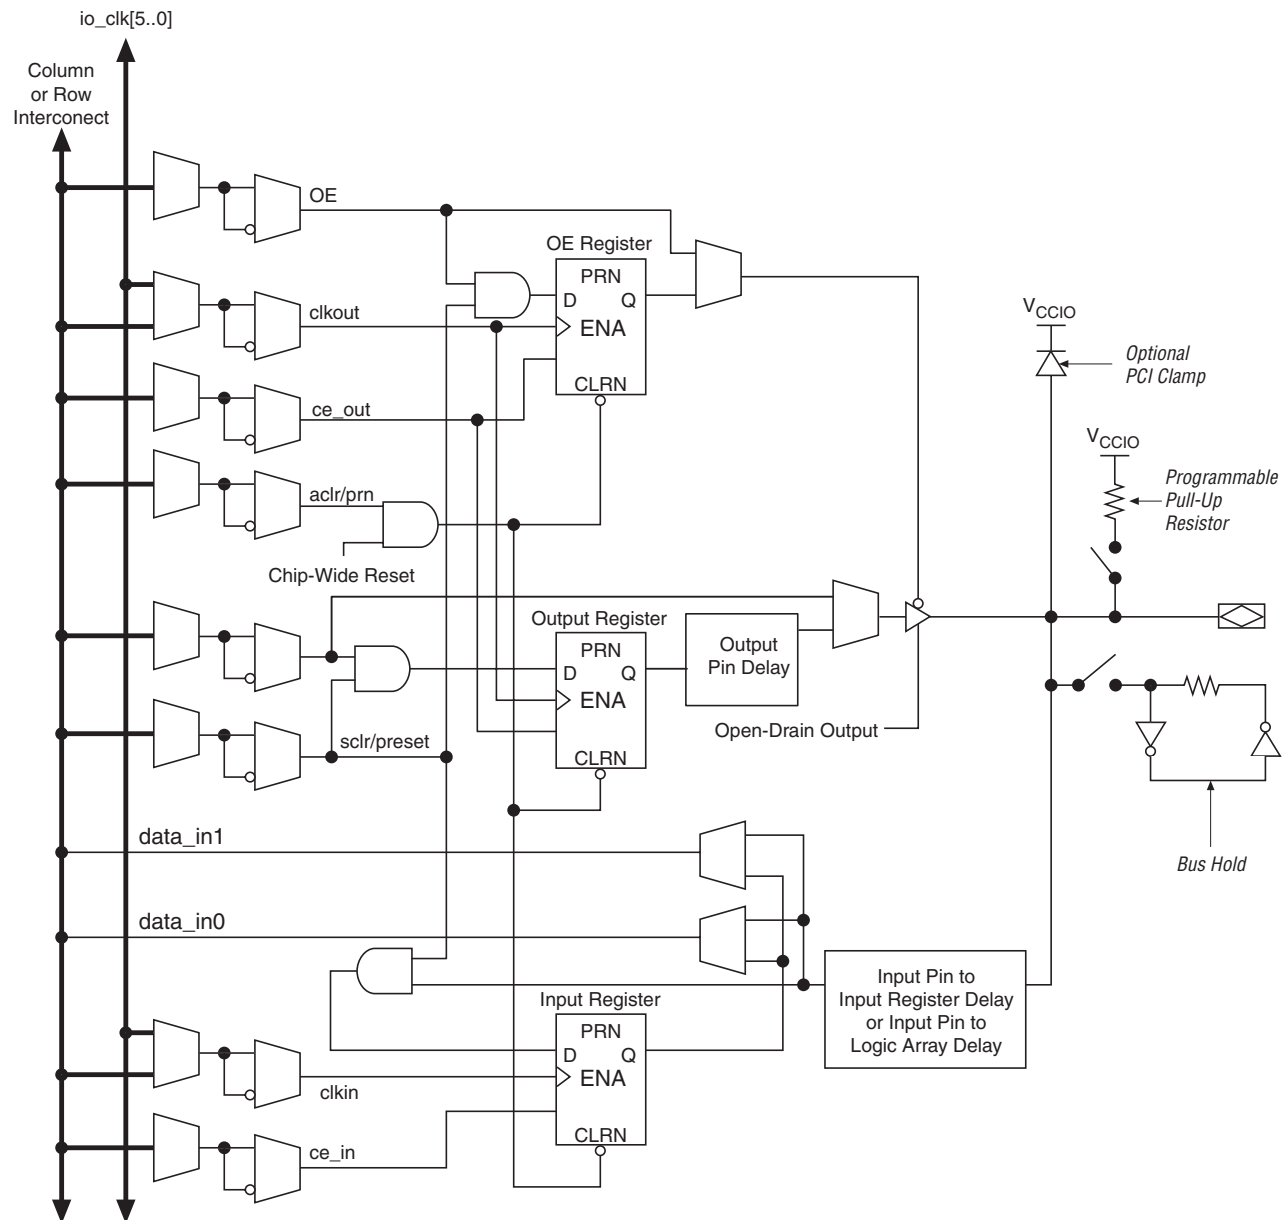 io_clk[5..0]
Column
or Row
Interconect
OE
OE Register
PRN
D
Q
ENA
CLRN
clkout
ce_out
aclr/prn
Chip-Wide Reset
VCCIO
Optional
PCI Clamp
VCCIO
Programmable
Pull-Up
Resistor
Output Register
PRN
D
Q
ENA
CLRN
Output
Pin Delay
Open-Drain Output
sclr/preset
Bus Hold
data_in1
data_in0
Input Pin to
Input Register Delay
or Input Pin to
Logic Array Delay
Input Register
PRN
D
Q
ENA
CLRN
clkin
ce_in